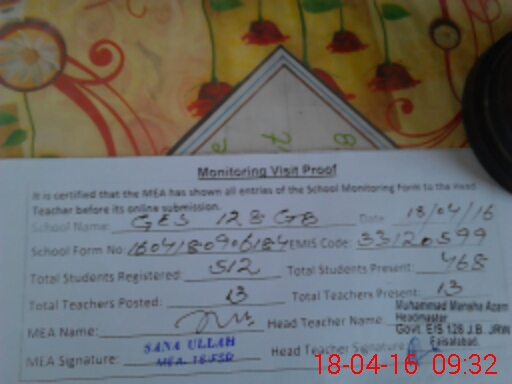 Monitoring Visit Proof
It is certified that the MEA has shown all entries of the School Monitoring Form to the Head
Teacher before its online submission.
School Name: GES 128 GB Date: 18/04/16
School Form No: EMIS Code: 33120599
Total Students Registered: 512 Total Students Present: 468
Total Teachers Posted: 13 Total Teachers Present: 13
MEA Name: Head Teacher Name: Muhammad Mansha Azam
Headmaster
Govt. E/S 128 J.B. JRW
Faisalabad.
SANA ULLAH
MEA Signature: MEA 18 FSD Head Teacher Signature:
18-04-16 09:32